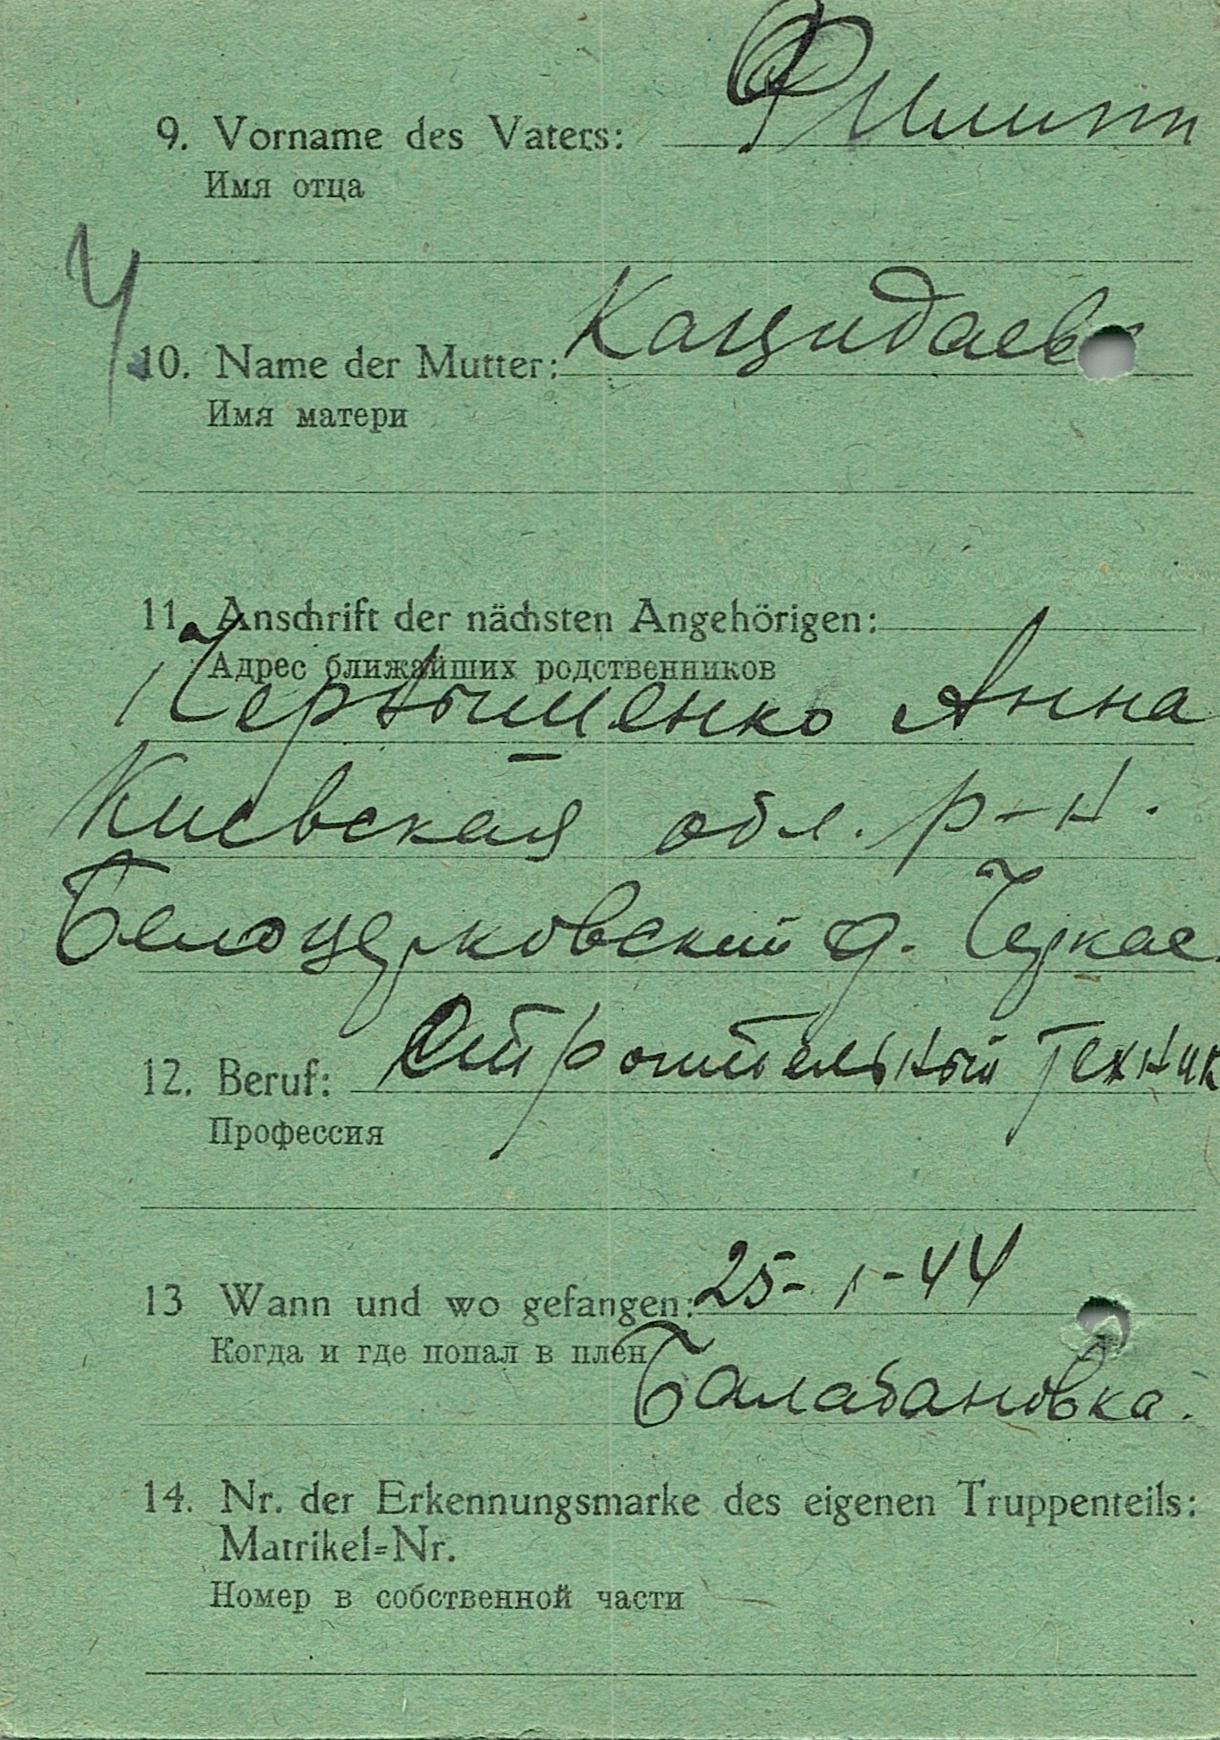 9. Vorname des Vaters: Филипп
Имя отца
Ч
10. Name der Mutter: Кацидаева
Имя матери
11. Anschrift der nächsten Angehörigen:
Адрес ближайших родственников
Анна
Киевская обл. р-н.
Белоцерковский д. Черкас.
12. Beruf: Строительный Техник
Профессия
13 Wann und wo gefangen: 25-1-44
Когда и где попал в плен
Балабановка.
14. Nr. der Erkennungsmarke des eigenen Truppenteils:
Matrikel=Nr.
Номер в собственной части